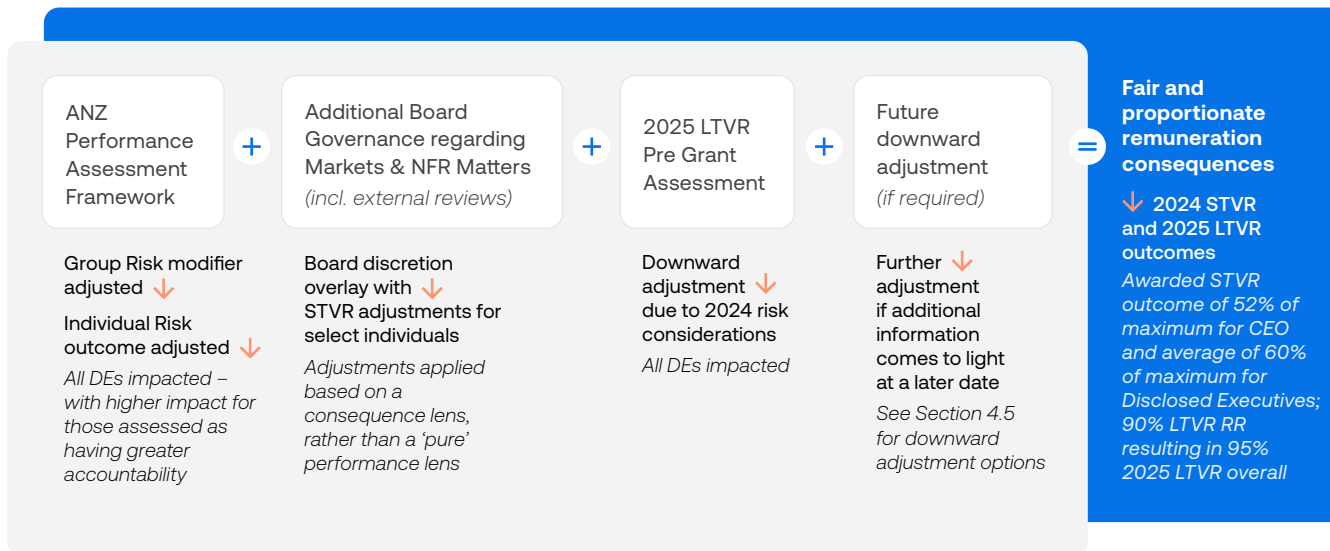 ANZ
Performance
Assessment
Framework
+
Additional Board
Governance regarding
Markets & NFR Matters
(incl. external reviews)
+
2025 LTVR
Pre Grant
Assessment
+
Future
downward
adjustment
(if required)
=
Group Risk modifier
adjusted ↓
Individual Risk
outcome adjusted ↓
All DEs impacted –
with higher impact for
those assessed as
having greater
accountability
Board discretion
overlay with ↓
STVR adjustments for
select individuals
Adjustments applied
based on a
consequence lens,
rather than a ‘pure’
performance lens
Downward
adjustment ↓
due to 2024 risk
considerations
All DEs impacted
Further ↓
adjustment
if additional
information
comes to light
at a later date
See Section 4.5
for downward
adjustment options
Fair and
proportionate
remuneration
consequences
↓ 2024 STVR
and 2025 LTVR
outcomes
Awarded STVR
outcome of 52% of
maximum for CEO
and average of 60%
of maximum for
Disclosed Executives;
90% LTVR RR
resulting in 95%
2025 LTVR overall